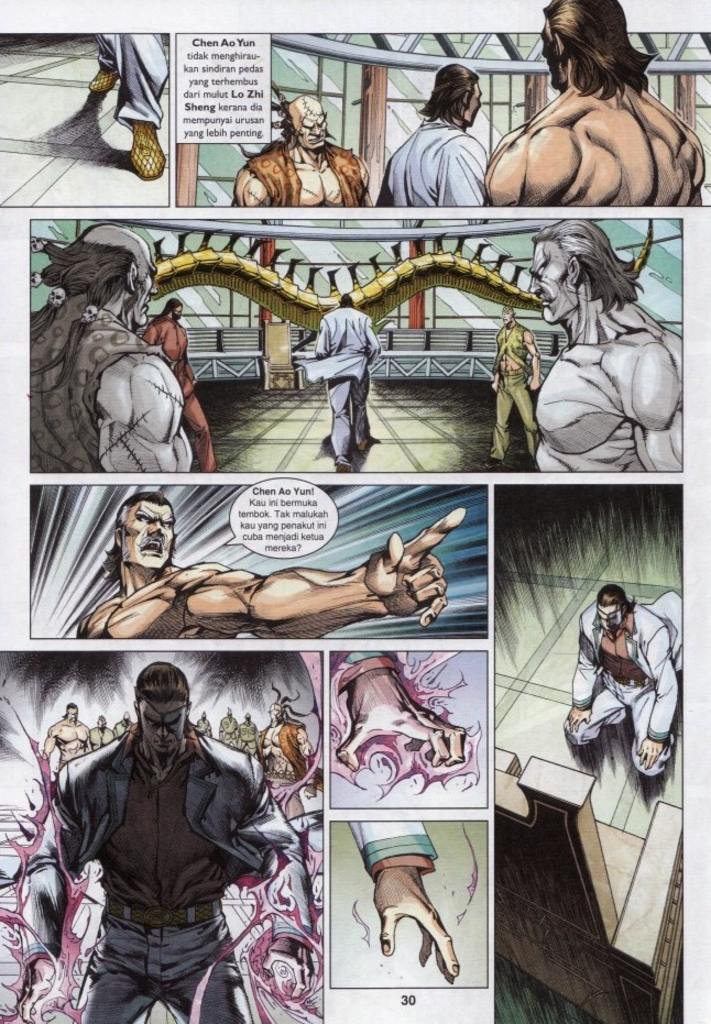 Chen Ao Yun
tidak menghirau-
kan sindiran pedas
yang terhembus
dari mulut Lo Zhi
Sheng kerana dia
mempunyai urusan
yang lebih penting.
Chen Ao Yun!
Kau ini bermuka
tembok. Tak malukah
kau yang penakut ini
cuba menjadi ketua
mereka?
30